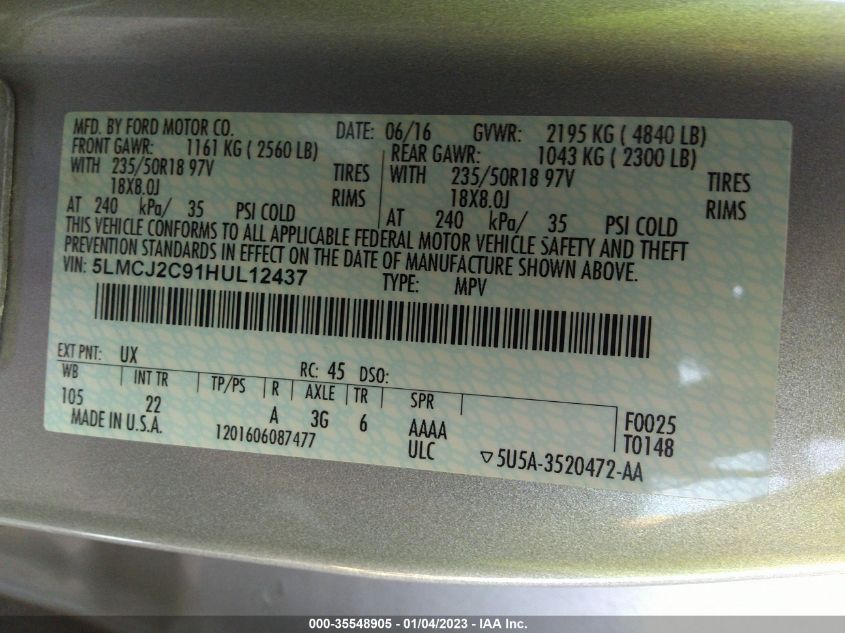 MFD. BY FORD MOTOR CO. DATE: 06/16 GVWR: 2195 KG ( 4840 LB)
FRONT GAWR: 1161 KG ( 2560 LB) REAR GAWR: 1043 KG ( 2300 LB)
WITH 235/50R18 97V TIRES WITH 235/50R18 97V TIRES
18X8.0J RIMS 18X8.0J RIMS
AT 240 kPa/ 35 PSI COLD AT 240 kPa/ 35 PSI COLD
THIS VEHICLE CONFORMS TO ALL APPLICABLE FEDERAL MOTOR VEHICLE SAFETY AND THEFT
PREVENTION STANDARDS IN EFFECT ON THE DATE OF MANUFACTURE SHOWN ABOVE.
VIN: 5LMCJ2C91HUL12437 TYPE: MPV
EXT PNT: UX RC: 45 DSO:
WB INT TR TP/PS R AXLE TR SPR
105 22 A 3G 6 AAAA F0025
MADE IN U.S.A. 1201606087477 ULC T0148
▽5U5A-3520472-AA
000-35548905 - 01/04/2023 - IAA Inc.